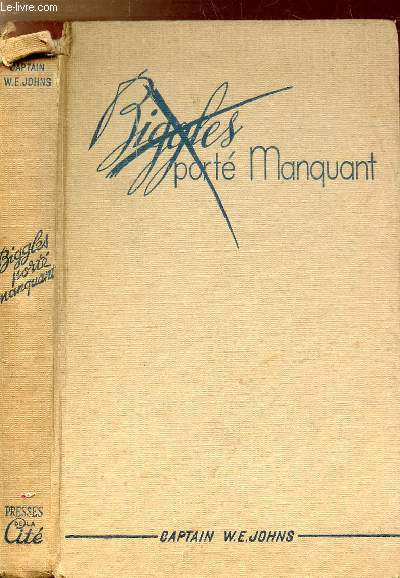 Le-livre.com
CAPTAIN
W.E.JOHNS
Biggles
porté
manquant
PRESSES
DE LA
Cité
Biggles
porté Manquant
CAPTAIN W.E.JOHNS